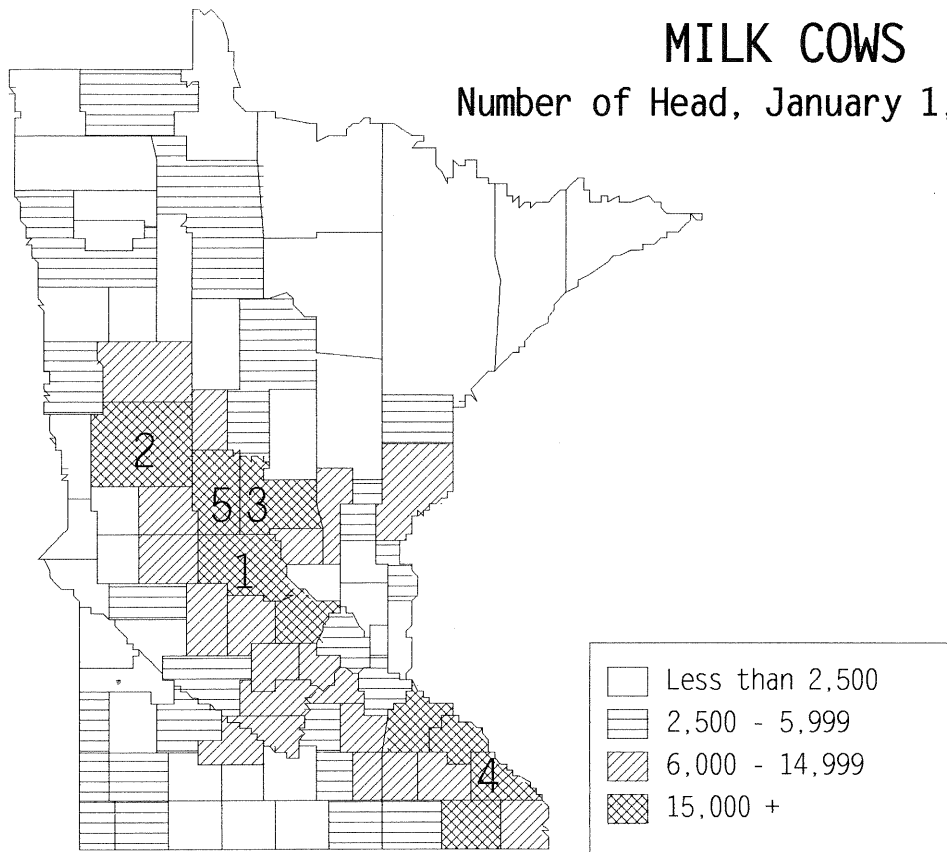 MILK COWS
Number of Head, January 1,
2
5 3
1
4
Less than 2,500
2,500 - 5,999
6,000 - 14,999
15,000 +